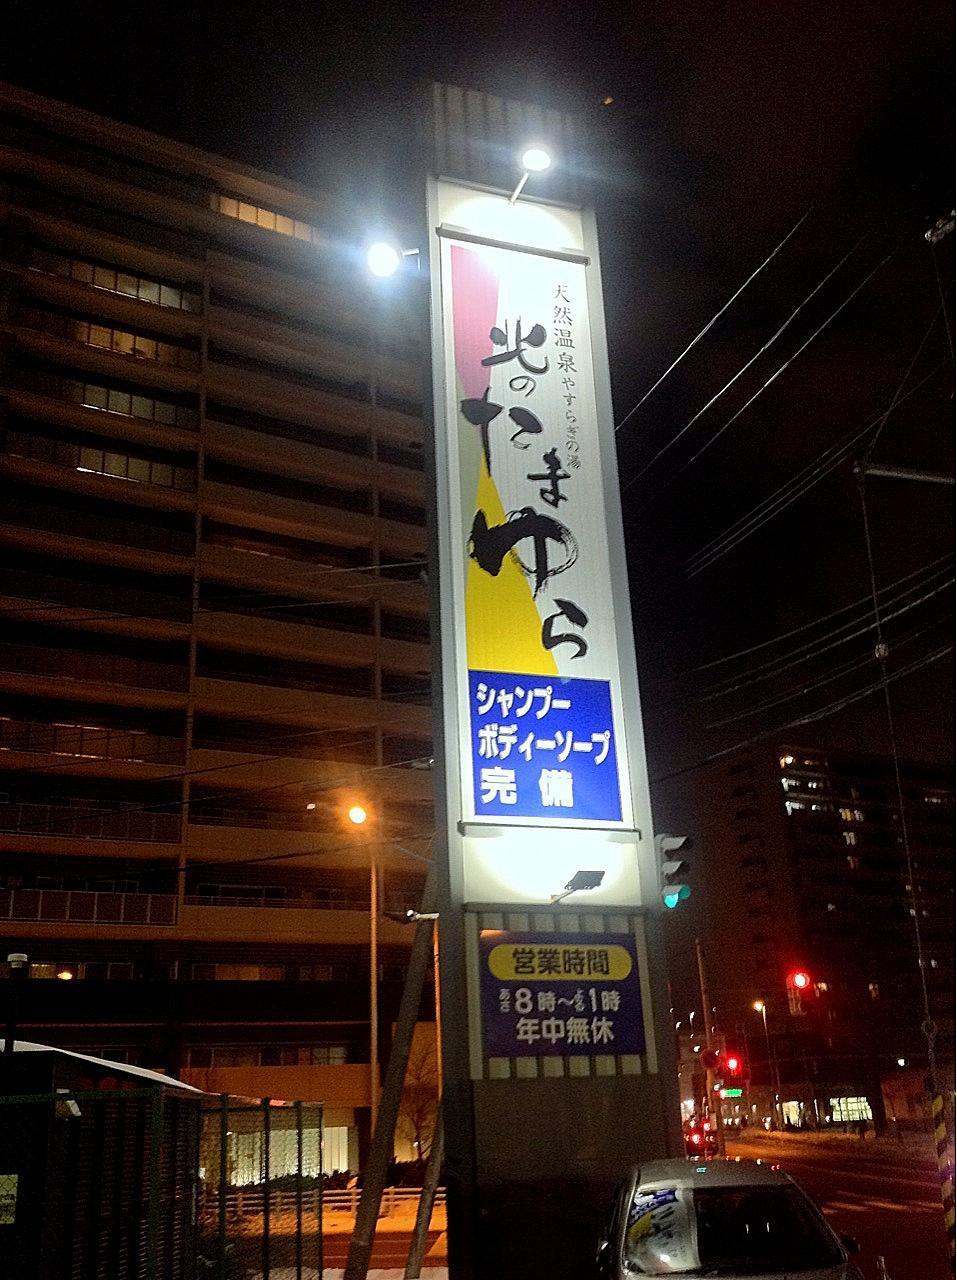 天然温泉やすらぎの湯
北のたまゆら
シャンプー
ボディーソープ
完備
営業時間
あさ8時～よる1時
年中無休